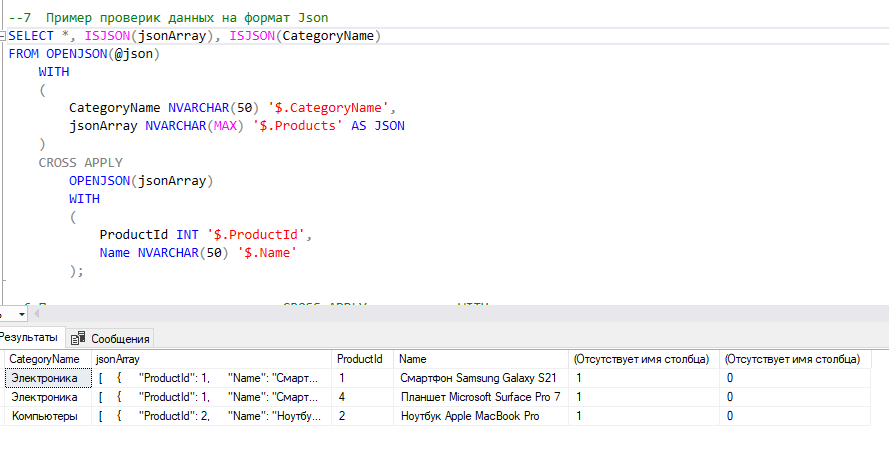 --7 Пример проверик данных на формат Json
SELECT *, ISJSON(jsonArray), ISJSON(CategoryName)
FROM OPENJSON(@json)
WITH
(
CategoryName NVARCHAR(50) '$.CategoryName',
jsonArray NVARCHAR(MAX) '$.Products' AS JSON
)
CROSS APPLY
OPENJSON(jsonArray)
WITH
(
ProductId INT '$.ProductId',
Name NVARCHAR(50) '$.Name'
);
CROSS APPLY WITH
Результаты Сообщения
CategoryName jsonArray ProductId Name (Отсутствует имя столбца) (Отсутствует имя столбца)
Электроника [ { "ProductId": 1, "Name": "Смарт... 1 Смартфон Samsung Galaxy S21 1 0
Электроника [ { "ProductId": 1, "Name": "Смарт... 4 Планшет Microsoft Surface Pro 7 1 0
Компьютеры [ { "ProductId": 2, "Name": "Ноутбу... 2 Ноутбук Apple MacBook Pro 1 0